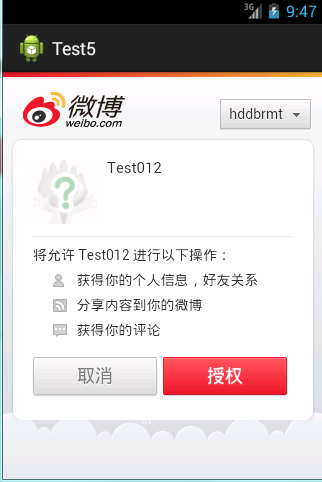 3G
9:47
Test5
微博
weibo.com
hddbrmt
?
Test012
将允许 Test012 进行以下操作：
获得你的个人信息，好友关系
分享内容到你的微博
获得你的评论
取消
授权